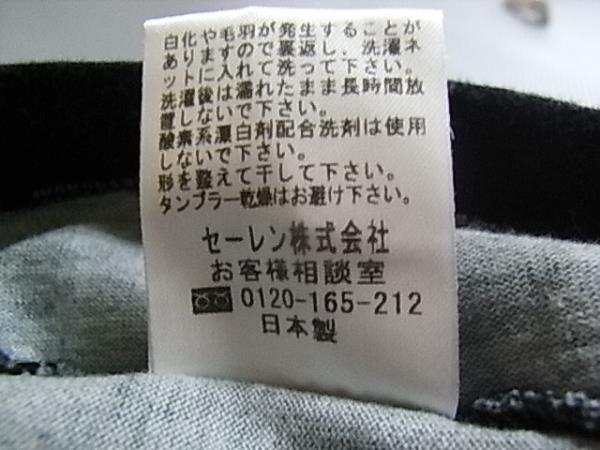 白化や毛羽が発生することが
ありますので裏返し、洗濯ネ
ットに入れて洗って下さい。
洗濯後は濡れたまま長時間放
置しないで下さい。
酸素系漂白剤配合洗剤は使用
しないで下さい。
形を整えて干して下さい。
タンブラー乾燥はお避け下さい。
セーレン株式会社
お客様相談室
0120-165-212
日本製